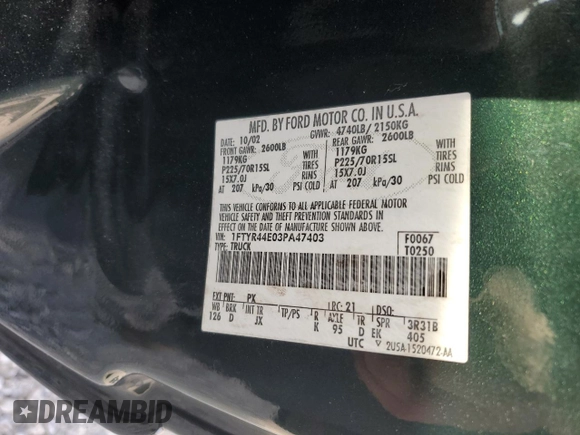 MFD. BY FORD MOTOR CO. IN U.S.A.
DATE: 10/02 GVWR: 4740LB/ 2150KG
FRONT GAWR: 2600LB REAR GAWR: 2600LB
1179KG WITH 1179KG WITH
P225/70R15SL TIRES P225/70R15SL TIRES
15X7.0J RIMS 15X7.0J RIMS
AT 207 kPa/30 PSI COLD AT 207 kPa/30 PSI COLD
THIS VEHICLE CONFORMS TO ALL APPLICABLE FEDERAL MOTOR
VEHICLE SAFETY AND THEFT PREVENTION STANDARDS IN
EFFECT ON THE DATE OF MANUFACTURE SHOWN ABOVE.
VIN: 1FTYR44E03PA47403 F0067
TYPE: TRUCK T0250
EXT PNT: PX RC: 21 DSO:
WB BRK INT TR TP/PS R AXLE TR SPR 3R31B
126 D JX K 95 D EK 405
UTC ▽ 2USA-1520472-AA
DREAMBID